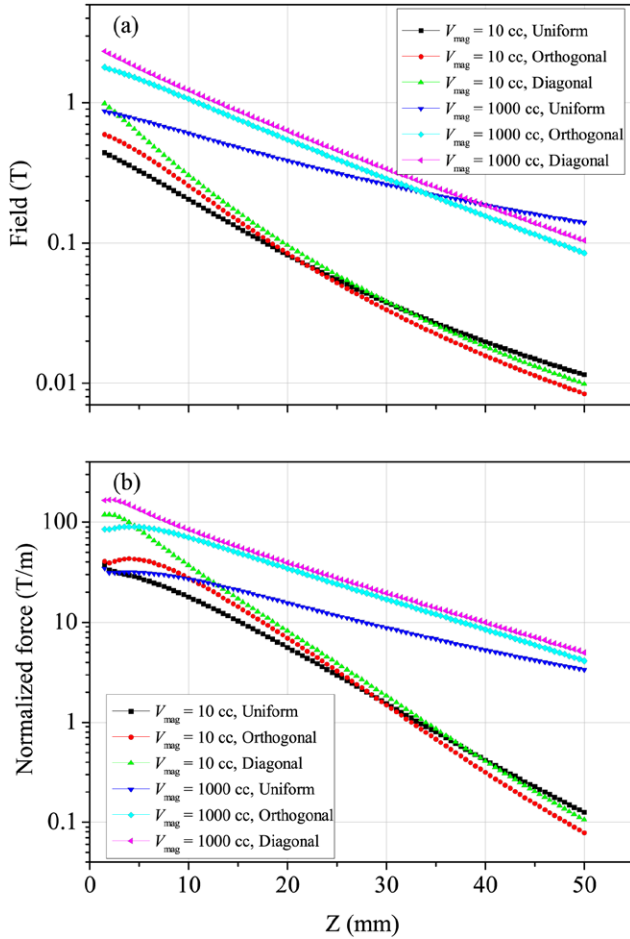 (a)
V_mag = 10 cc, Uniform
V_mag = 10 cc, Orthogonal
V_mag = 10 cc, Diagonal
V_mag = 1000 cc, Uniform
V_mag = 1000 cc, Orthogonal
V_mag = 1000 cc, Diagonal
1
0.1
0.01
Field (T)
(b)
100
10
1
0.1
Normalized force (T/m)
V_mag = 10 cc, Uniform
V_mag = 10 cc, Orthogonal
V_mag = 10 cc, Diagonal
V_mag = 1000 cc, Uniform
V_mag = 1000 cc, Orthogonal
V_mag = 1000 cc, Diagonal
0 10 20 30 40 50
Z (mm)